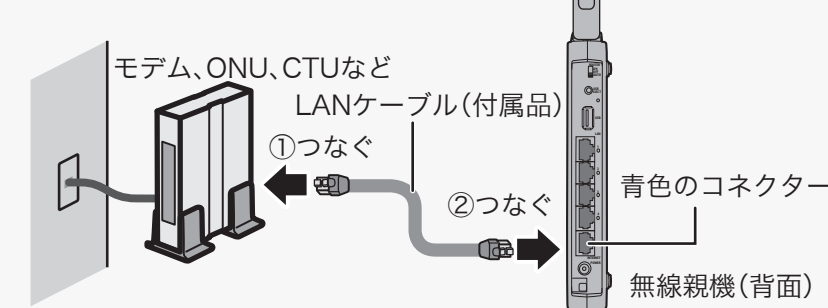 モデム、ONU、CTUなど
LANケーブル（付属品）
①つなぐ
②つなぐ
青色のコネクター
無線親機（背面）